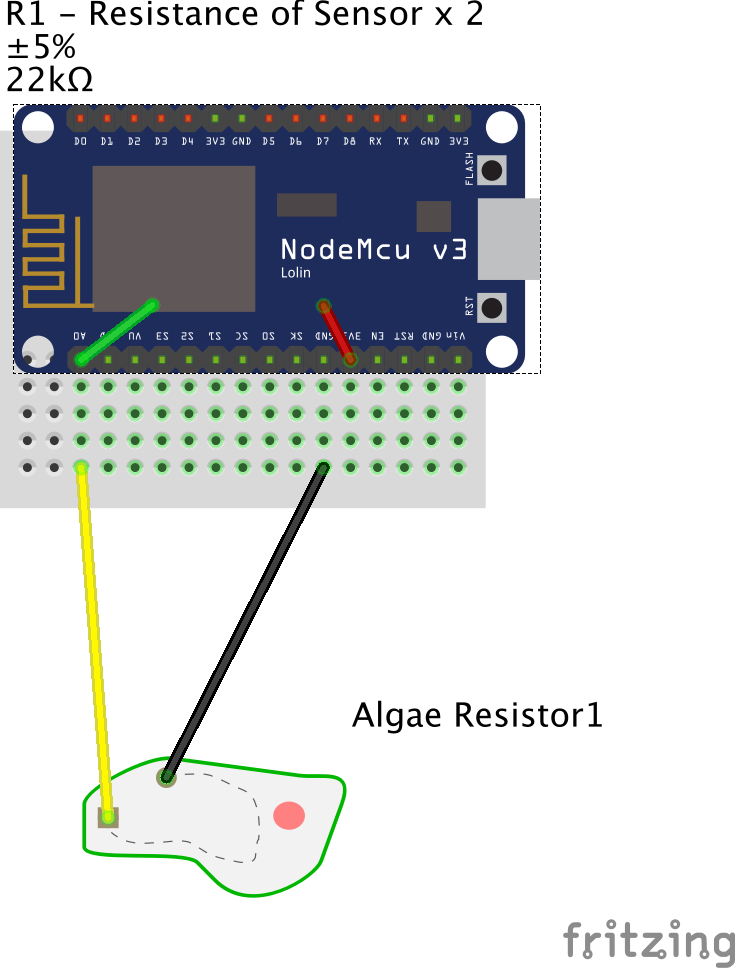 R1 – Resistance of Sensor x 2
±5%
22kΩ
D0 D1 D2 D3 D4 3V3 GND D5 D6 D7 D8 RX TX GND 3V3
FLASH
NodeMcu v3
Lolin
RST
A0 VU S3 S2 S1 SC SO SK GND 3V3 EN RST GND Vin
Algae Resistor1
fritzing